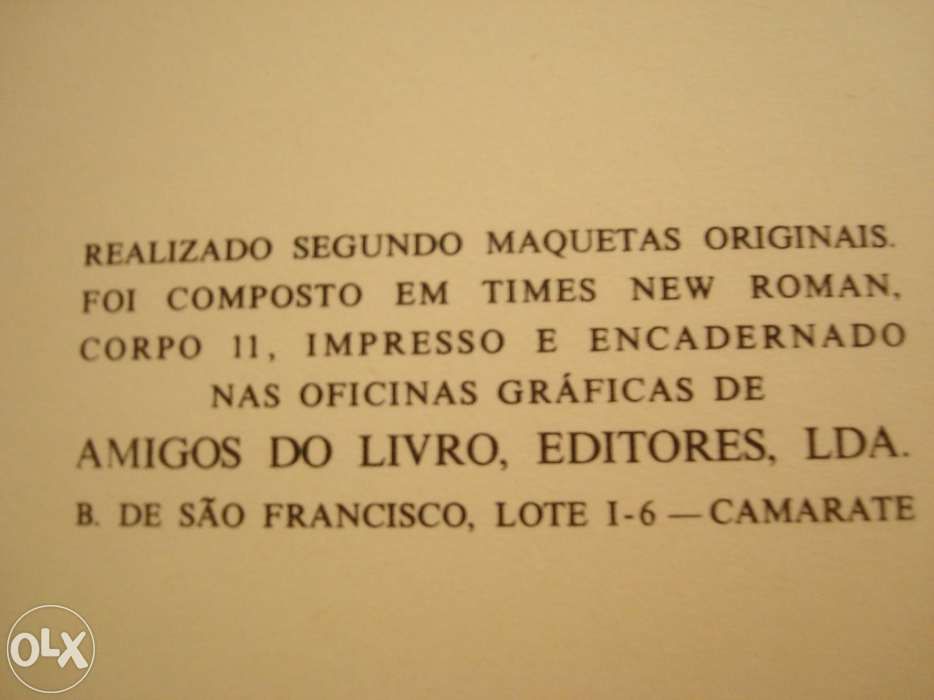 REALIZADO SEGUNDO MAQUETAS ORIGINAIS.
FOI COMPOSTO EM TIMES NEW ROMAN,
CORPO 11, IMPRESSO E ENCADERNADO
NAS OFICINAS GRÁFICAS DE
AMIGOS DO LIVRO, EDITORES, LDA.
B. DE SÃO FRANCISCO, LOTE I-6 — CAMARATE
OLX